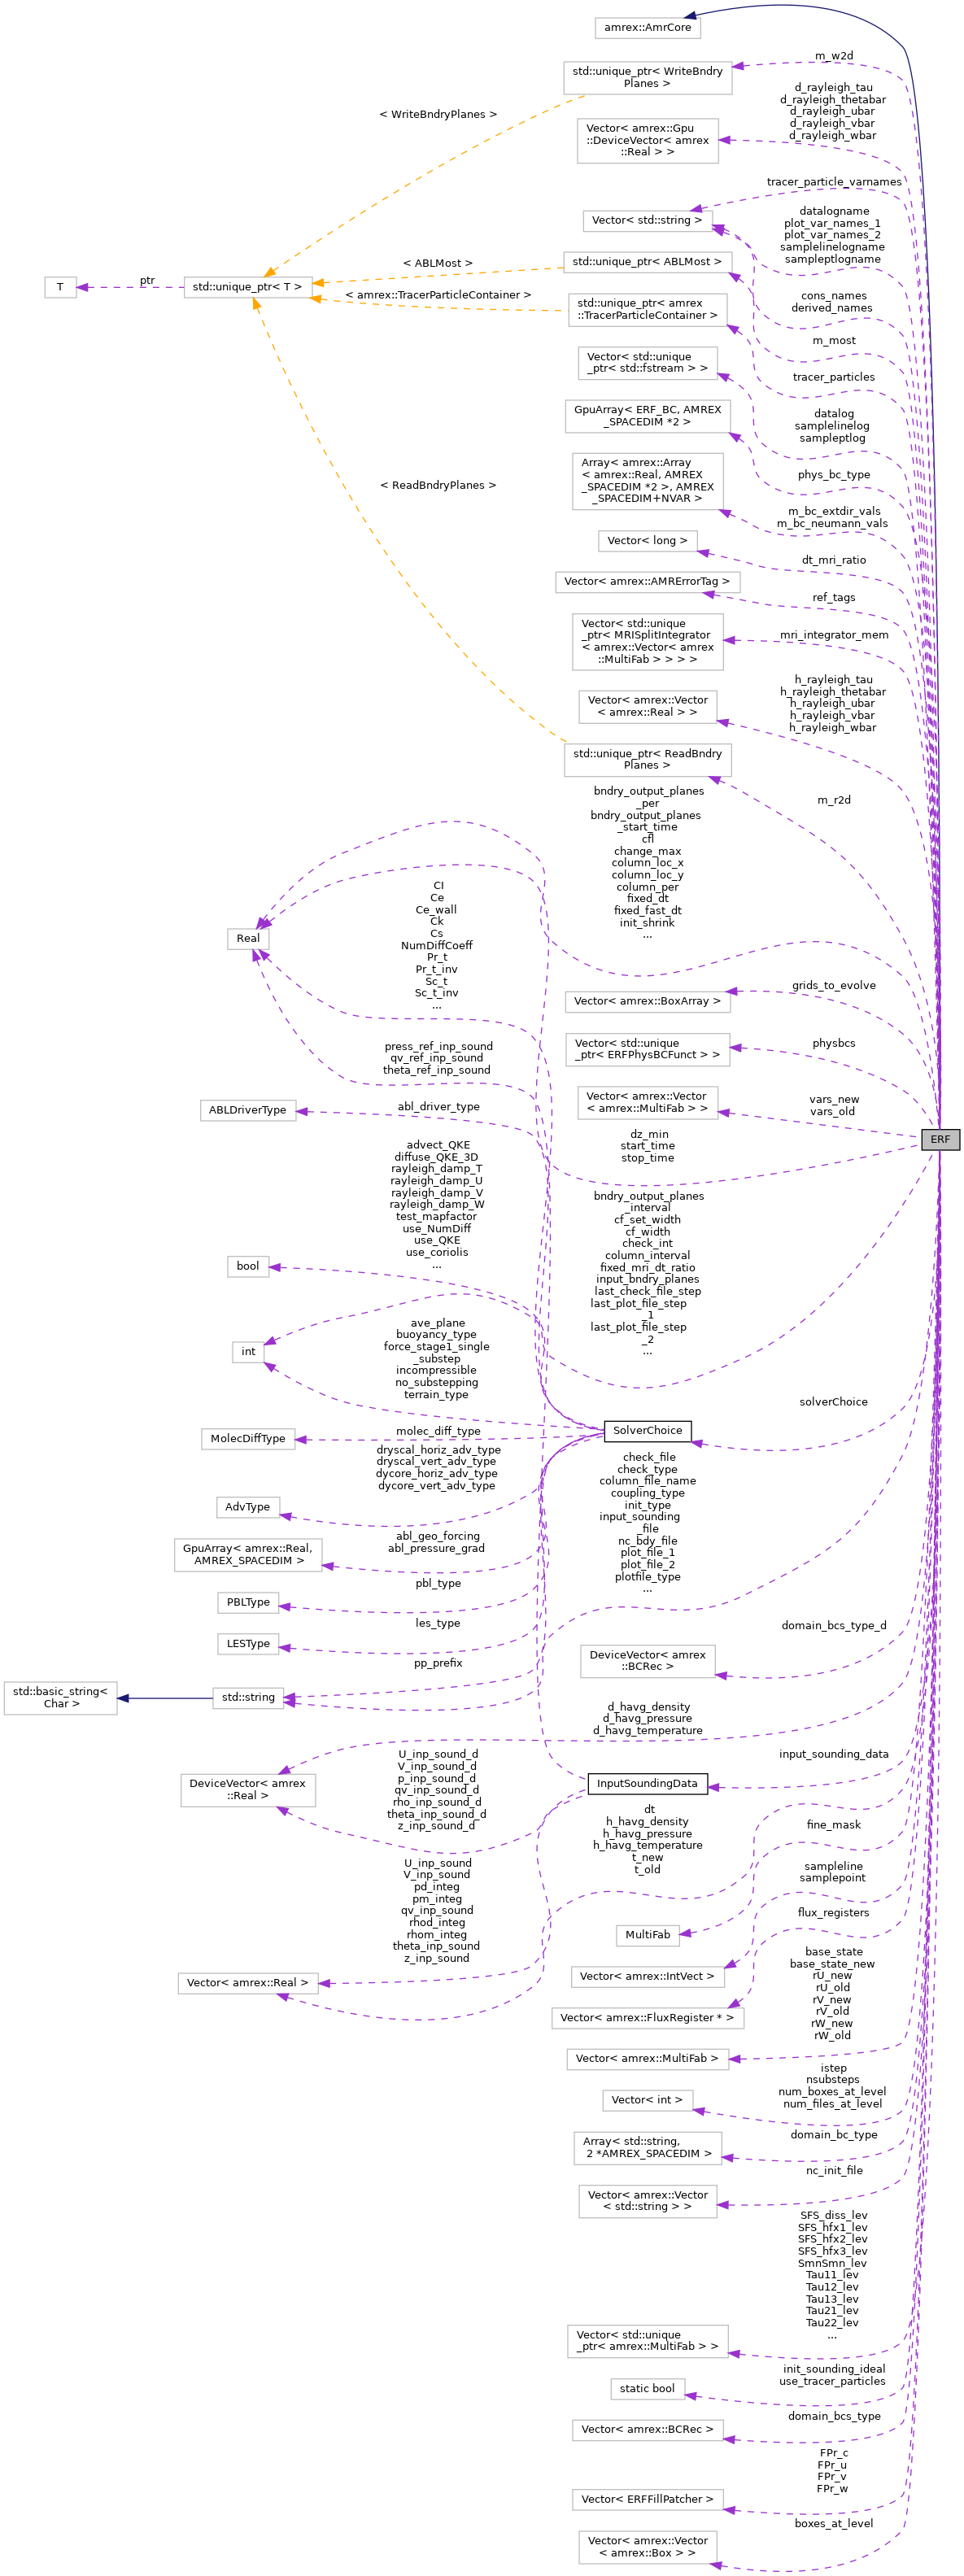 amrex::AmrCore
m_w2d
std::unique_ptr< WriteBndry
Planes >
d_rayleigh_tau
d_rayleigh_thetabar
d_rayleigh_ubar
d_rayleigh_vbar
d_rayleigh_wbar
< WriteBndryPlanes >
Vector< amrex::Gpu
::DeviceVector< amrex
::Real > >
tracer_particle_varnames
Vector< std::string >
datalogname
plot_var_names_1
plot_var_names_2
samplelinelogname
sampleptlogname
< ABLMost >
std::unique_ptr< ABLMost >
T
ptr
std::unique_ptr< T >
< amrex::TracerParticleContainer >
std::unique_ptr< amrex
::TracerParticleContainer >
cons_names
derived_names
m_most
Vector< std::unique
_ptr< std::fstream > >
tracer_particles
GpuArray< ERF_BC, AMREX
_SPACEDIM *2 >
datalog
samplelinelog
sampleptlog
Array< amrex::Array
< amrex::Real, AMREX
_SPACEDIM *2 >, AMREX
_SPACEDIM+NVAR >
phys_bc_type
< ReadBndryPlanes >
m_bc_extdir_vals
m_bc_neumann_vals
Vector< long >
dt_mri_ratio
Vector< amrex::AMRErrorTag >
ref_tags
Vector< std::unique
_ptr< MRISplitIntegrator
< amrex::Vector< amrex
::MultiFab > > > >
mri_integrator_mem
Vector< amrex::Vector
< amrex::Real > >
h_rayleigh_tau
h_rayleigh_thetabar
h_rayleigh_ubar
h_rayleigh_vbar
h_rayleigh_wbar
std::unique_ptr< ReadBndry
Planes >
m_r2d
bndry_output_planes
_per
bndry_output_planes
_start_time
cfl
change_max
column_loc_x
column_loc_y
column_per
fixed_dt
fixed_fast_dt
init_shrink
...
CI
Ce
Ce_wall
Ck
Cs
NumDiffCoeff
Pr_t
Pr_t_inv
Sc_t
Sc_t_inv
...
Real
Vector< amrex::BoxArray >
grids_to_evolve
press_ref_inp_sound
qv_ref_inp_sound
theta_ref_inp_sound
Vector< std::unique
_ptr< ERFPhysBCFunct > >
physbcs
ABLDriverType
abl_driver_type
Vector< amrex::Vector
< amrex::MultiFab > >
vars_new
vars_old
dz_min
start_time
stop_time
ERF
advect_QKE
diffuse_QKE_3D
rayleigh_damp_T
rayleigh_damp_U
rayleigh_damp_V
rayleigh_damp_W
test_mapfactor
use_NumDiff
use_QKE
use_coriolis
...
bool
bndry_output_planes
_interval
cf_set_width
cf_width
check_int
column_interval
fixed_mri_dt_ratio
input_bndry_planes
last_check_file_step
last_plot_file_step
_1
last_plot_file_step
_2
...
int
ave_plane
buoyancy_type
force_stage1_single
_substep
incompressible
no_substepping
terrain_type
solverChoice
SolverChoice
MolecDiffType
molec_diff_type
dryscal_horiz_adv_type
dryscal_vert_adv_type
dycore_horiz_adv_type
dycore_vert_adv_type
AdvType
check_file
check_type
column_file_name
coupling_type
init_type
input_sounding
_file
nc_bdy_file
plot_file_1
plot_file_2
plotfile_type
...
GpuArray< amrex::Real,
AMREX_SPACEDIM >
abl_geo_forcing
abl_pressure_grad
PBLType
pbl_type
LESType
les_type
domain_bcs_type_d
DeviceVector< amrex
::BCRec >
pp_prefix
std::basic_string<
Char >
std::string
d_havg_density
d_havg_pressure
d_havg_temperature
DeviceVector< amrex
::Real >
U_inp_sound_d
V_inp_sound_d
p_inp_sound_d
qv_inp_sound_d
rho_inp_sound_d
theta_inp_sound_d
z_inp_sound_d
InputSoundingData
input_sounding_data
dt
h_havg_density
h_havg_pressure
h_havg_temperature
t_new
t_old
fine_mask
U_inp_sound
V_inp_sound
pd_integ
pm_integ
qv_inp_sound
rhod_integ
rhom_integ
theta_inp_sound
z_inp_sound
sampleline
samplepoint
MultiFab
flux_registers
Vector< amrex::Real >
Vector< amrex::IntVect >
Vector< amrex::FluxRegister * >
base_state
base_state_new
rU_new
rU_old
rV_new
rV_old
rW_new
rW_old
Vector< amrex::MultiFab >
Vector< int >
istep
nsubsteps
num_boxes_at_level
num_files_at_level
Array< std::string,
2 *AMREX_SPACEDIM >
domain_bc_type
Vector< amrex::Vector
< std::string > >
nc_init_file
SFS_diss_lev
SFS_hfx1_lev
SFS_hfx2_lev
SFS_hfx3_lev
SmnSmn_lev
Tau11_lev
Tau12_lev
Tau13_lev
Tau21_lev
Tau22_lev
...
Vector< std::unique
_ptr< amrex::MultiFab > >
static bool
init_sounding_ideal
use_tracer_particles
Vector< amrex::BCRec >
domain_bcs_type
Vector< ERFFillPatcher >
FPr_c
FPr_u
FPr_v
FPr_w
Vector< amrex::Vector
< amrex::Box > >
boxes_at_level